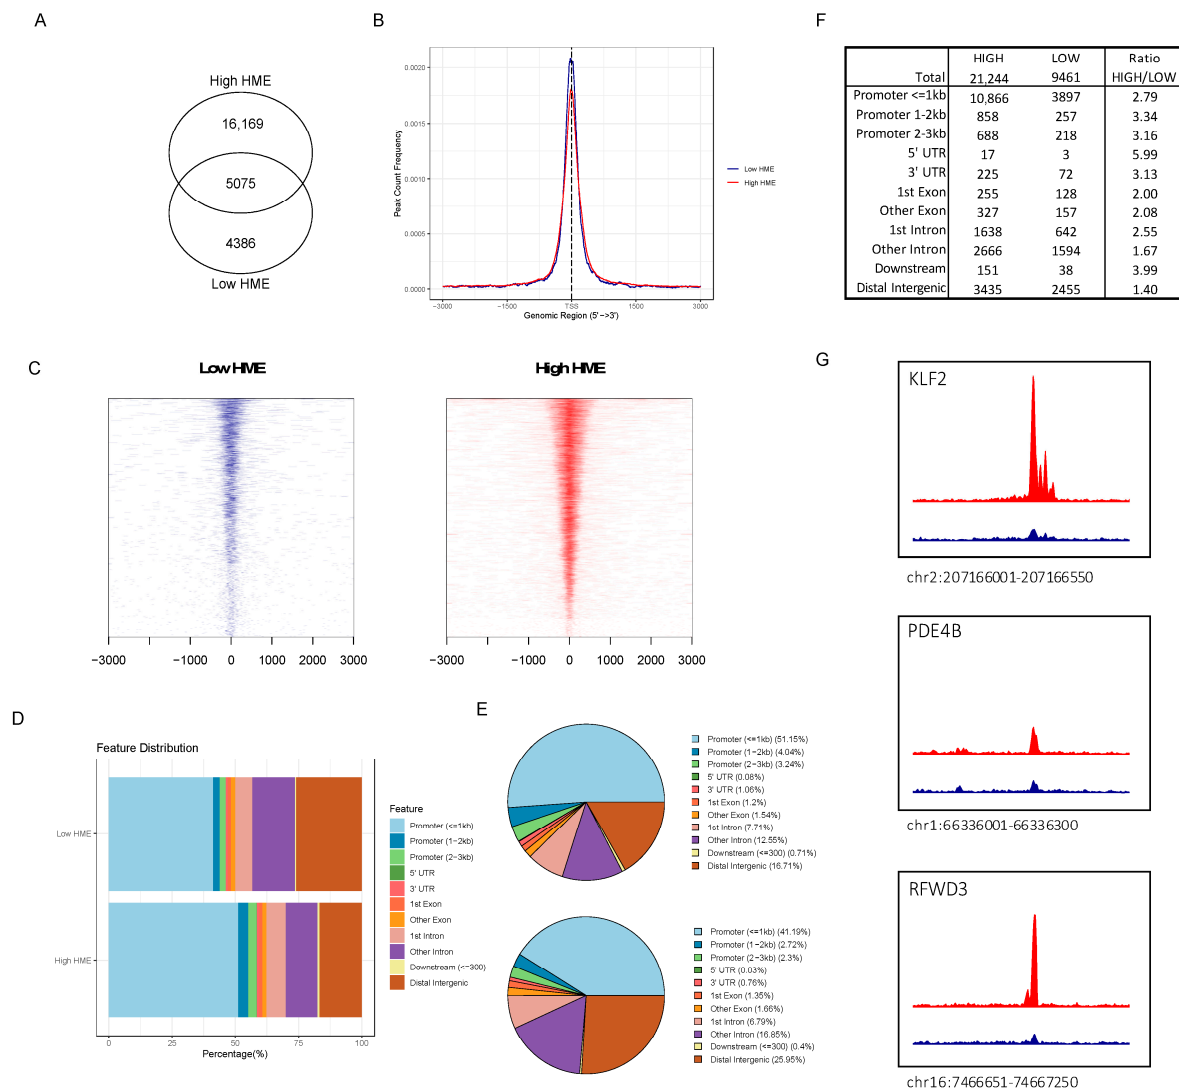 A
High HME
16,169
5075
4386
Low HME
B
Peak Count Frequency
0.0020
0.0015
0.0010
0.0005
0.0000
−3000
−1500
TSS
1500
3000
Genomic Region (5'−>3')
Low HME
High HME
F
HIGH LOW Ratio
Total 21,244 9461 HIGH/LOW
Promoter <=1kb 10,866 3897 2.79
Promoter 1-2kb 858 257 3.34
Promoter 2-3kb 688 218 3.16
5' UTR 17 3 5.99
3' UTR 225 72 3.13
1st Exon 255 128 2.00
Other Exon 327 157 2.08
1st Intron 1638 642 2.55
Other Intron 2666 1594 1.67
Downstream 151 38 3.99
Distal Intergenic 3435 2455 1.40
C
Low HME
−3000 −1000 0 1000 3000
High HME
−3000 −1000 0 1000 3000
D
Feature Distribution
Low HME
High HME
0 25 50 75 100
Percentage(%)
Feature
Promoter (<=1kb)
Promoter (1−2kb)
Promoter (2−3kb)
5' UTR
3' UTR
1st Exon
Other Exon
1st Intron
Other Intron
Downstream (<=300)
Distal Intergenic
E
Promoter (<=1kb) (51.15%)
Promoter (1−2kb) (4.04%)
Promoter (2−3kb) (3.24%)
5' UTR (0.08%)
3' UTR (1.06%)
1st Exon (1.2%)
Other Exon (1.54%)
1st Intron (7.71%)
Other Intron (12.55%)
Downstream (<=300) (0.71%)
Distal Intergenic (16.71%)
Promoter (<=1kb) (41.19%)
Promoter (1−2kb) (2.72%)
Promoter (2−3kb) (2.3%)
5' UTR (0.03%)
3' UTR (0.76%)
1st Exon (1.35%)
Other Exon (1.66%)
1st Intron (6.79%)
Other Intron (16.85%)
Downstream (<=300) (0.4%)
Distal Intergenic (25.95%)
G
KLF2
chr2:207166001-207166550
PDE4B
chr1:66336001-66336300
RFWD3
chr16:7466651-74667250